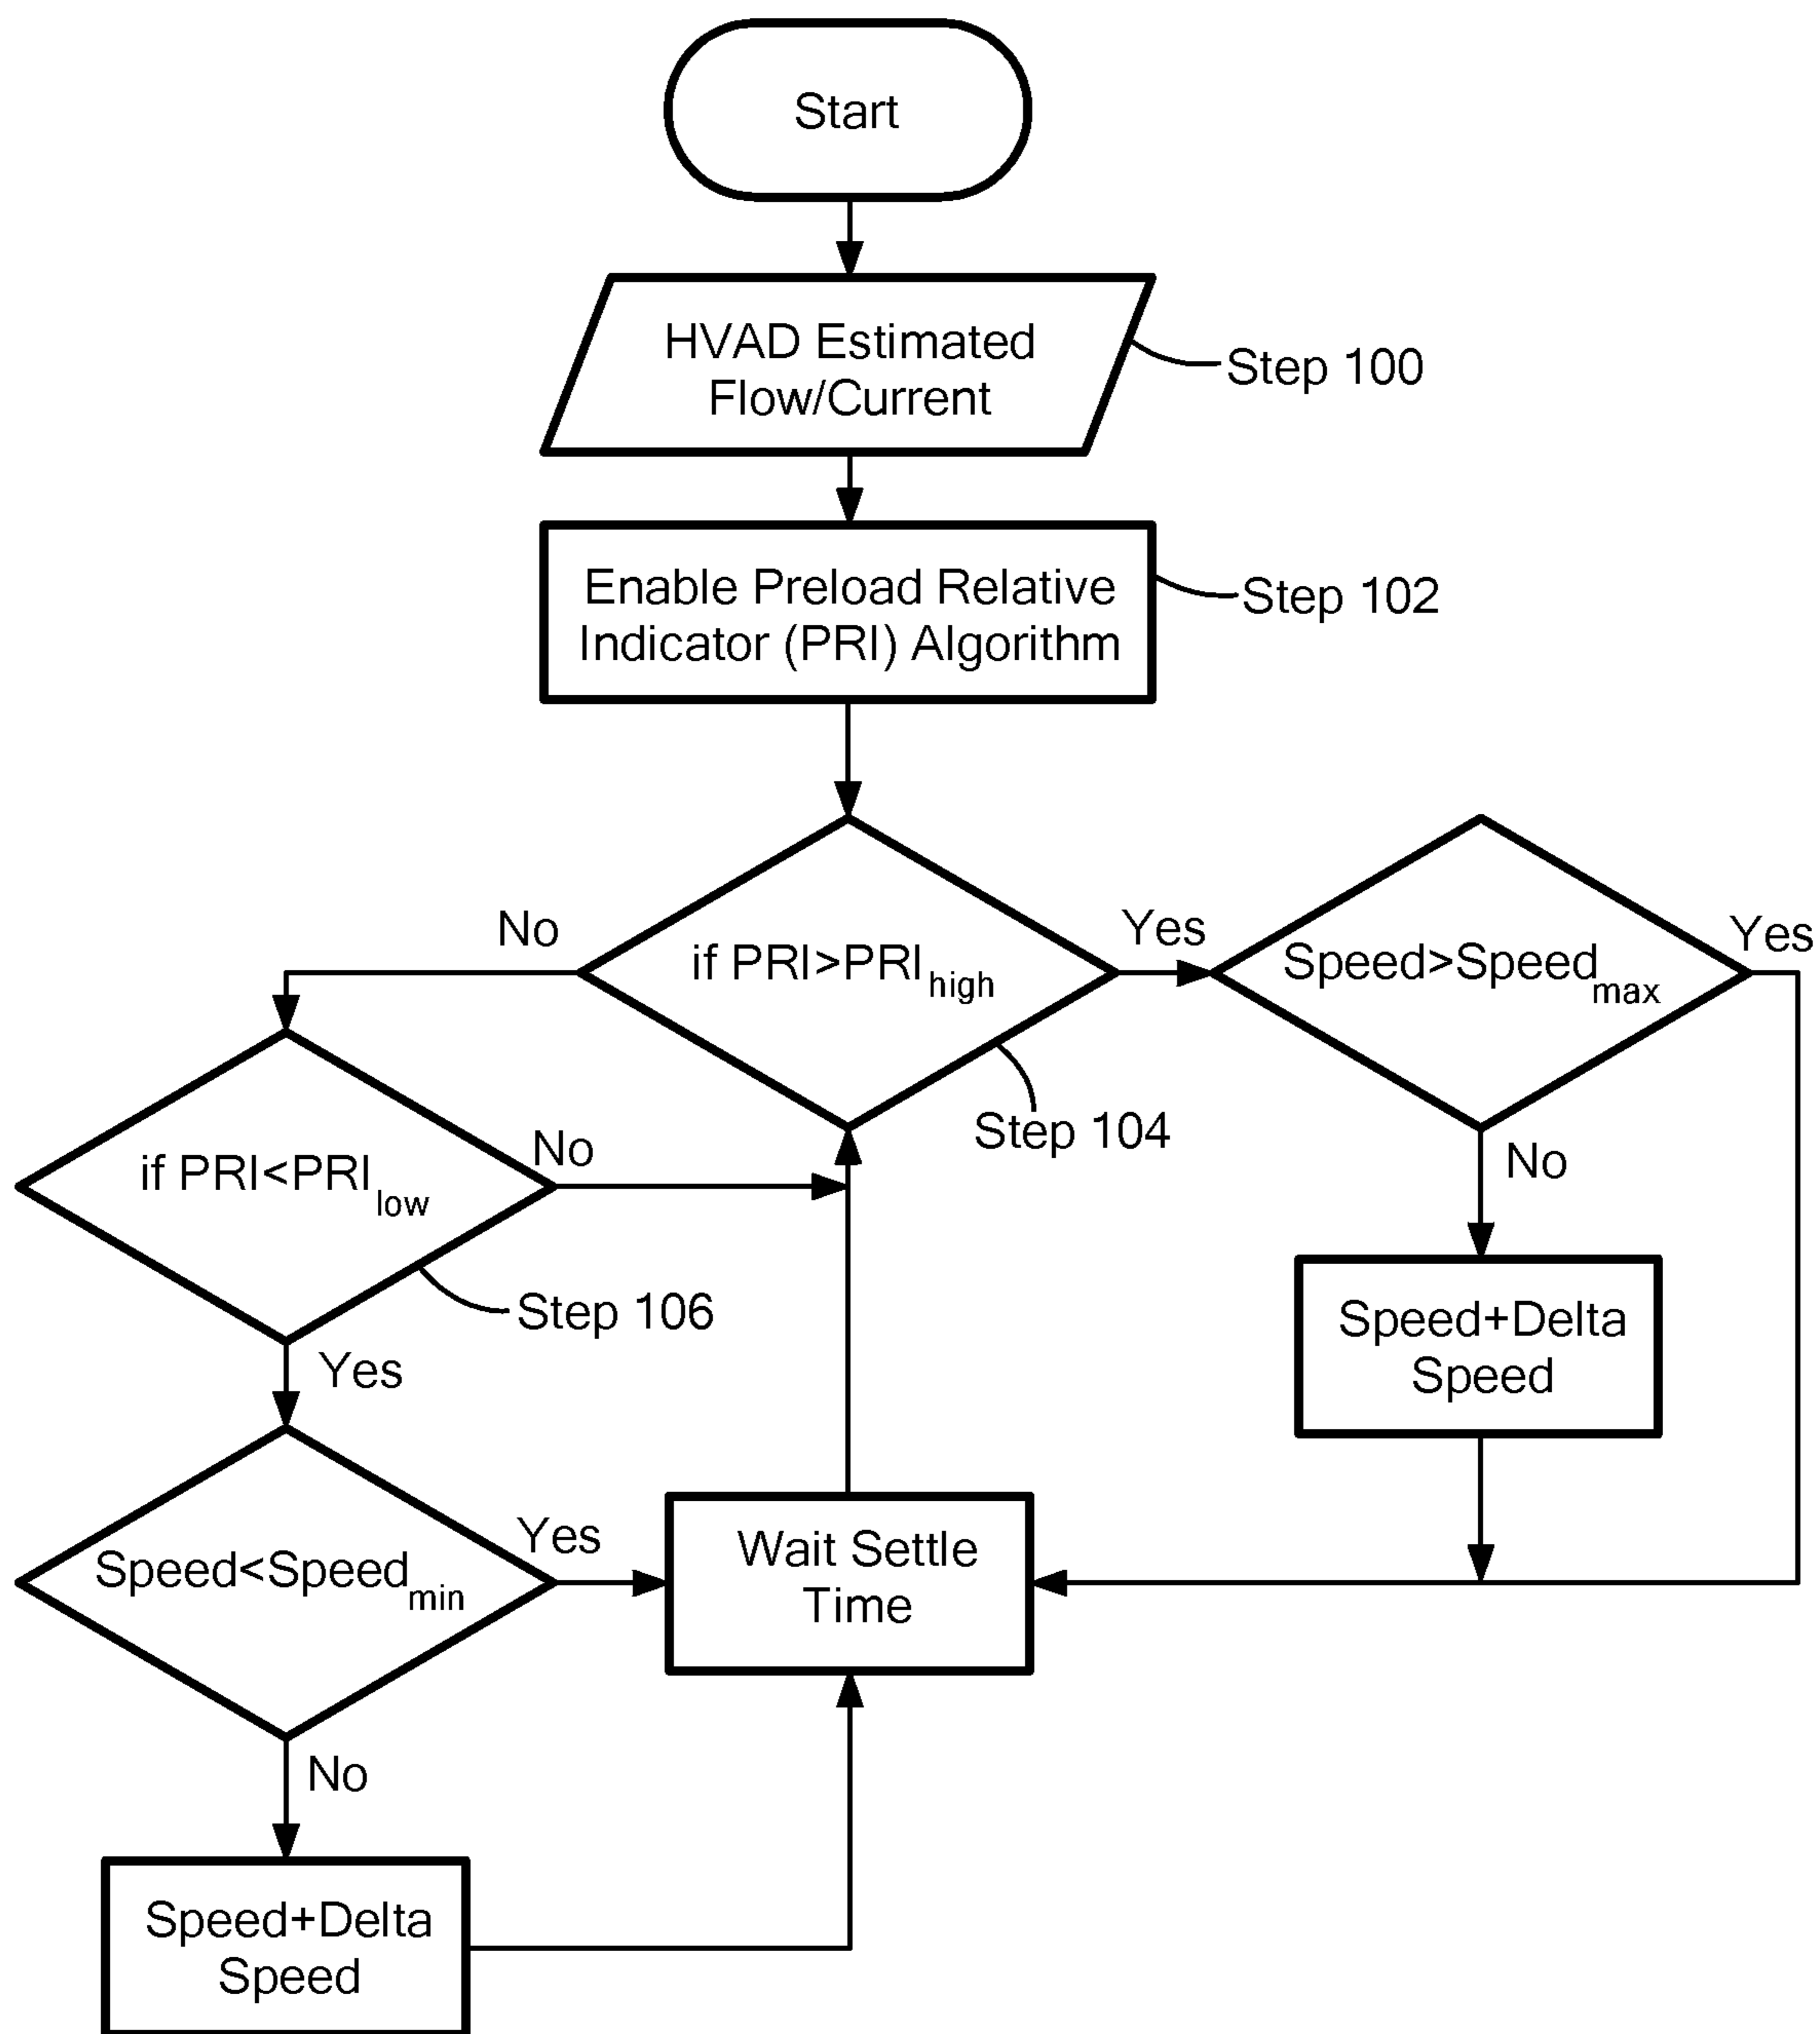 Start
HVAD Estimated
Flow/Current
Step 100
Enable Preload Relative
Indicator (PRI) Algorithm
Step 102
No
if PRI>PRIhigh
Yes
Speed>Speedmax
Yes
Step 104
No
if PRI<PRIlow
No
Step 106
Speed+Delta
Speed
Yes
Speed<Speedmin
Yes
Wait Settle
Time
No
Speed+Delta
Speed